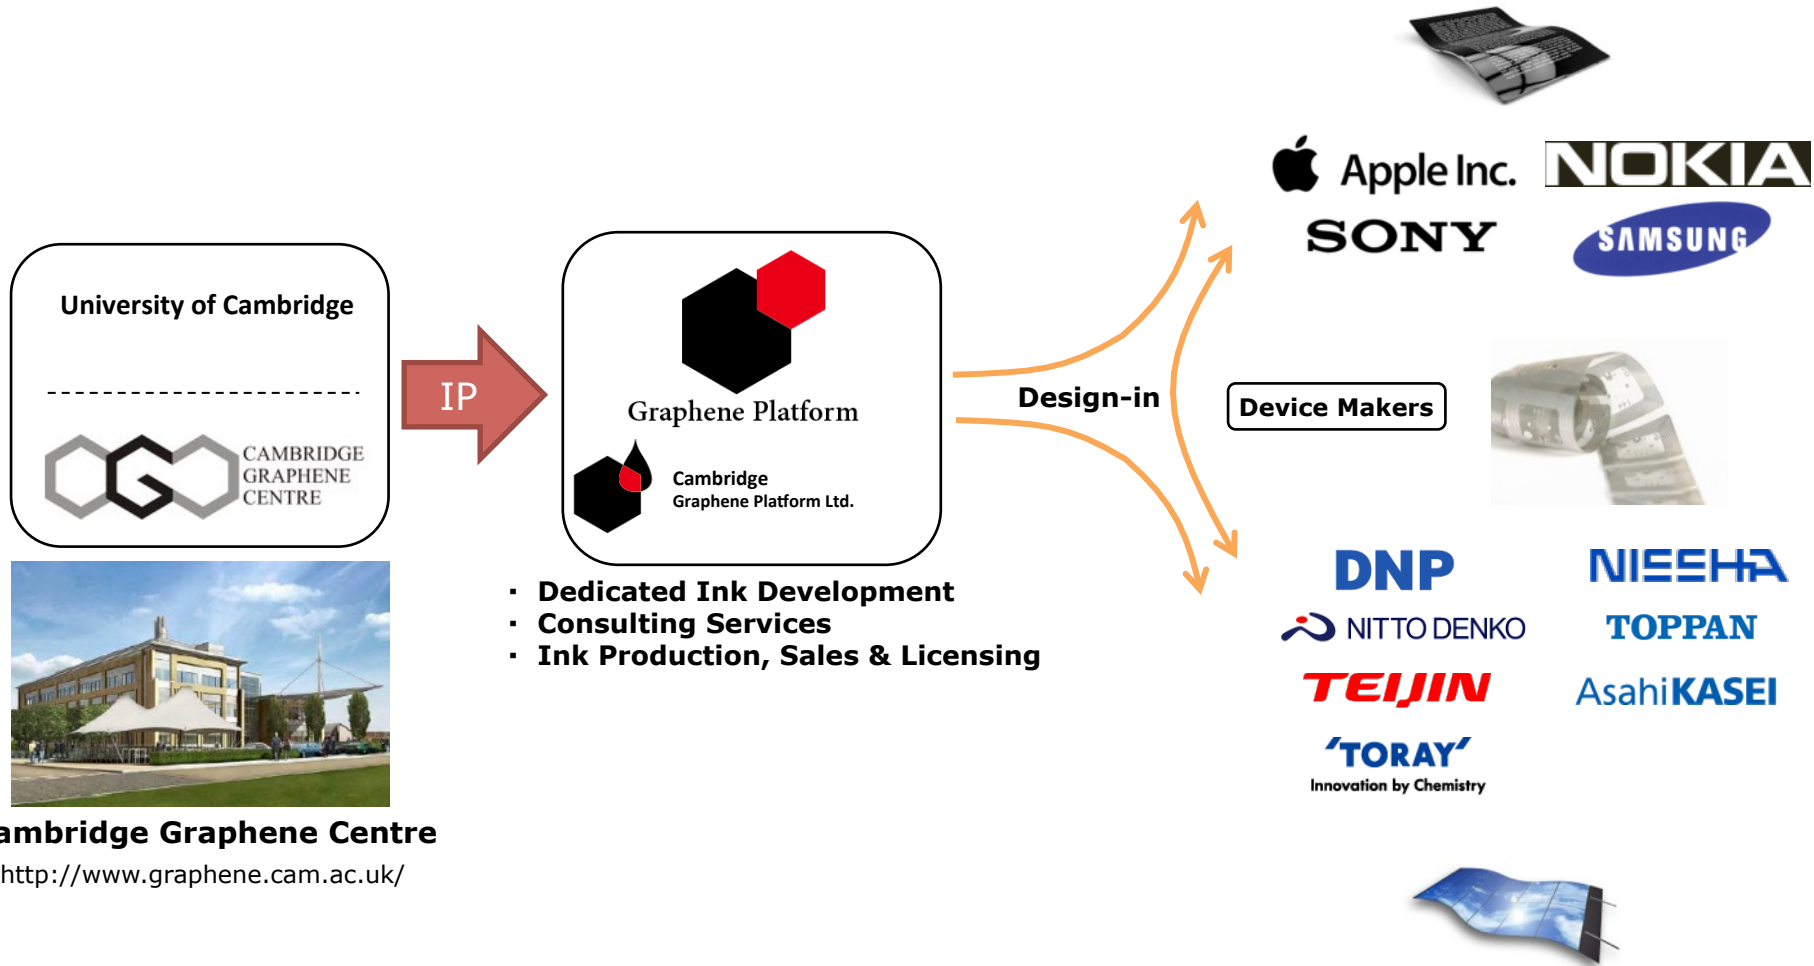 University of Cambridge
CAMBRIDGE
GRAPHENE
CENTRE
ambridge Graphene Centre
http://www.graphene.cam.ac.uk/
IP
Graphene Platform
Cambridge
Graphene Platform Ltd.
· Dedicated Ink Development
· Consulting Services
· Ink Production, Sales & Licensing
Design-in
Apple Inc. NOKIA
SONY SAMSUNG
Device Makers
DNP NISSHA
NITTO DENKO TOPPAN
TEIJIN AsahiKASEI
'TORAY'
Innovation by Chemistry